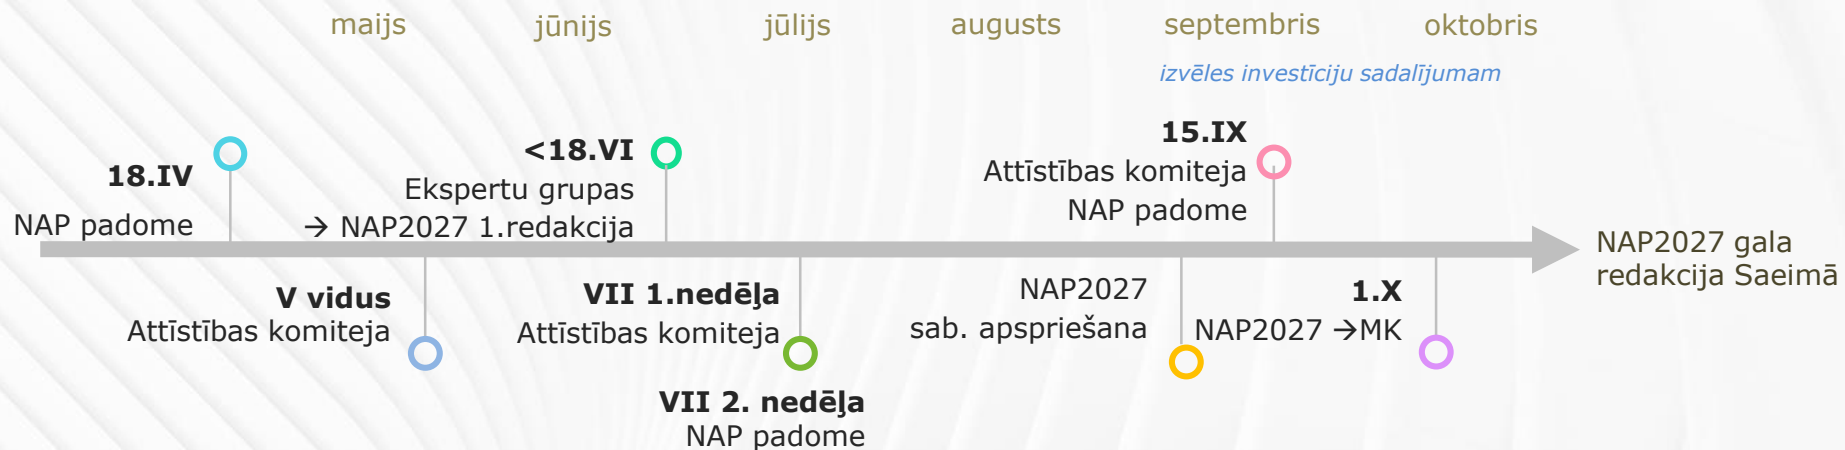 maijs
jūnijs
jūlijs
augusts
septembris
oktobris
izvēles investīciju sadalījumam
18.IV
NAP padome
<18.VI
Ekspertu grupas
→ NAP2027 1.redakcija
15.IX
Attīstības komiteja
NAP padome
V vidus
Attīstības komiteja
VII 1.nedēļa
Attīstības komiteja
VII 2. nedēļa
NAP padome
NAP2027
sab. apspriešana
1.X
NAP2027 →MK
NAP2027 gala
redakcija Saeimā